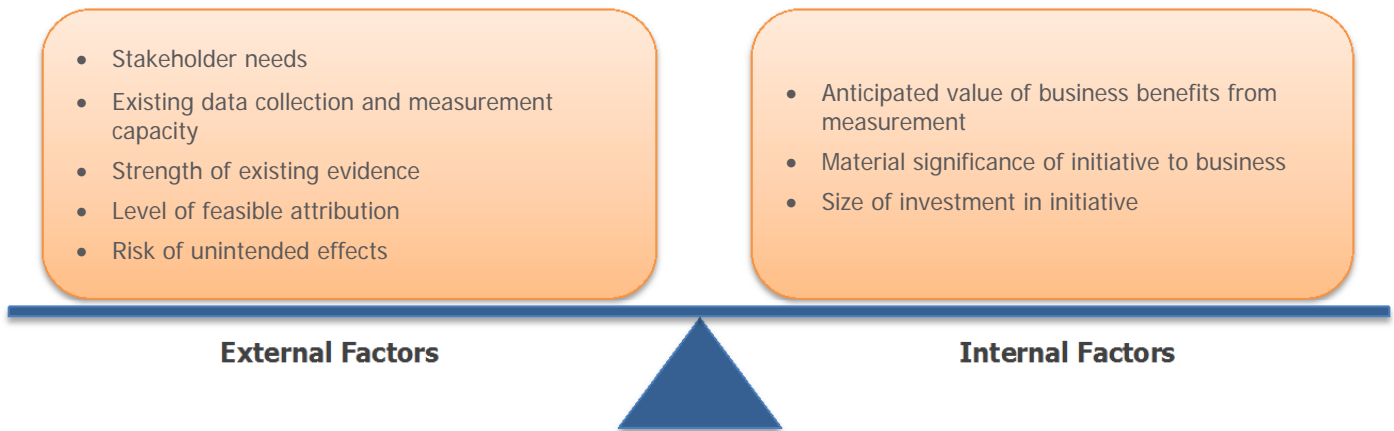 • Stakeholder needs
• Existing data collection and measurement
capacity
• Strength of existing evidence
• Level of feasible attribution
• Risk of unintended effects
• Anticipated value of business benefits from
measurement
• Material significance of initiative to business
• Size of investment in initiative
External Factors
Internal Factors